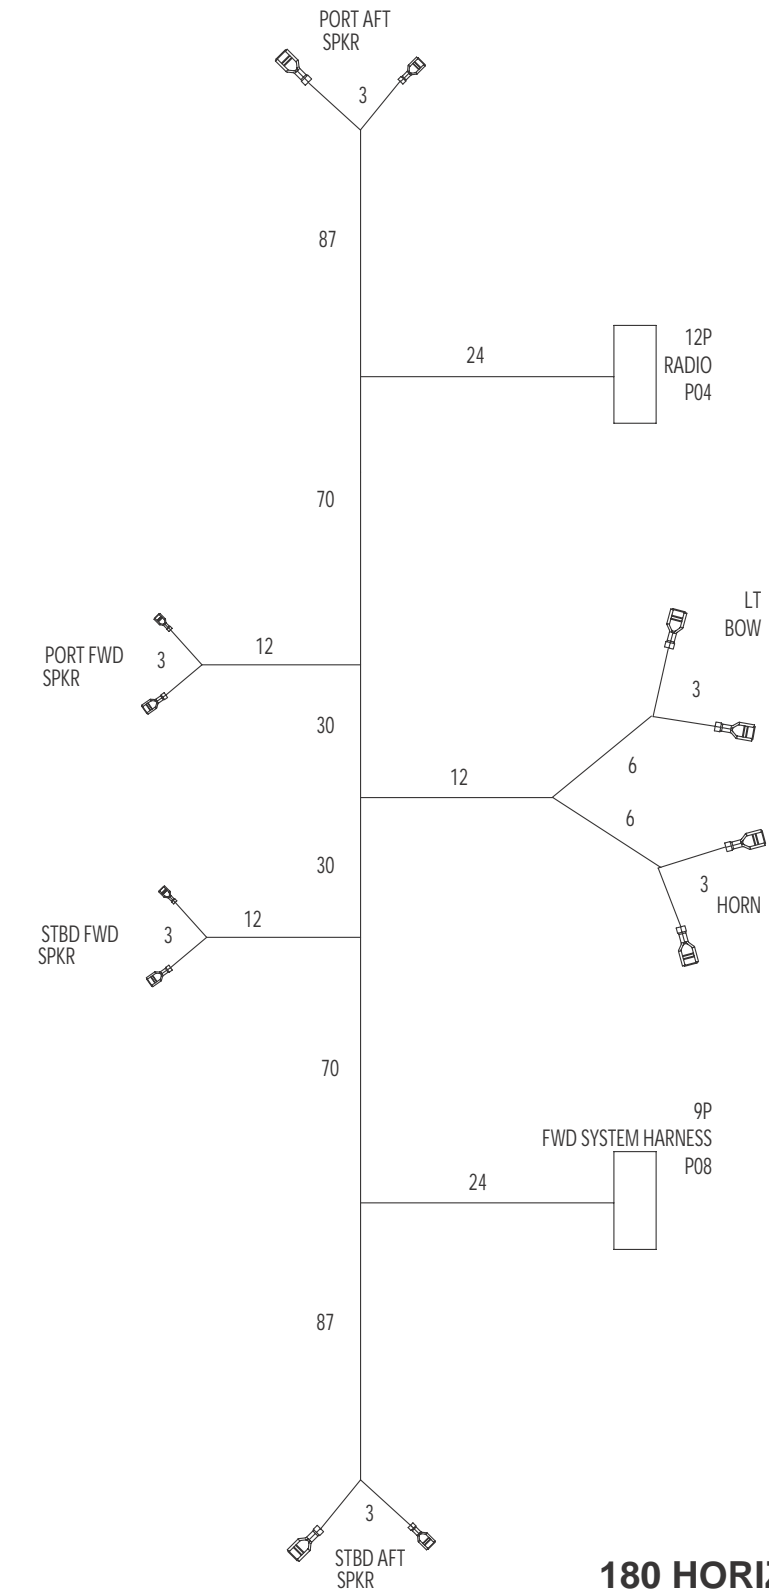 PORT AFT
SPKR
3
87
24
12P
RADIO
P04
70
LT
BOW
PORT FWD
SPKR
3
12
3
30
6
12
6
30
3
HORN
STBD FWD
SPKR
3
12
70
9P
FWD SYSTEM HARNESS
P08
24
87
3
STBD AFT
SPKR
180 HORIZ